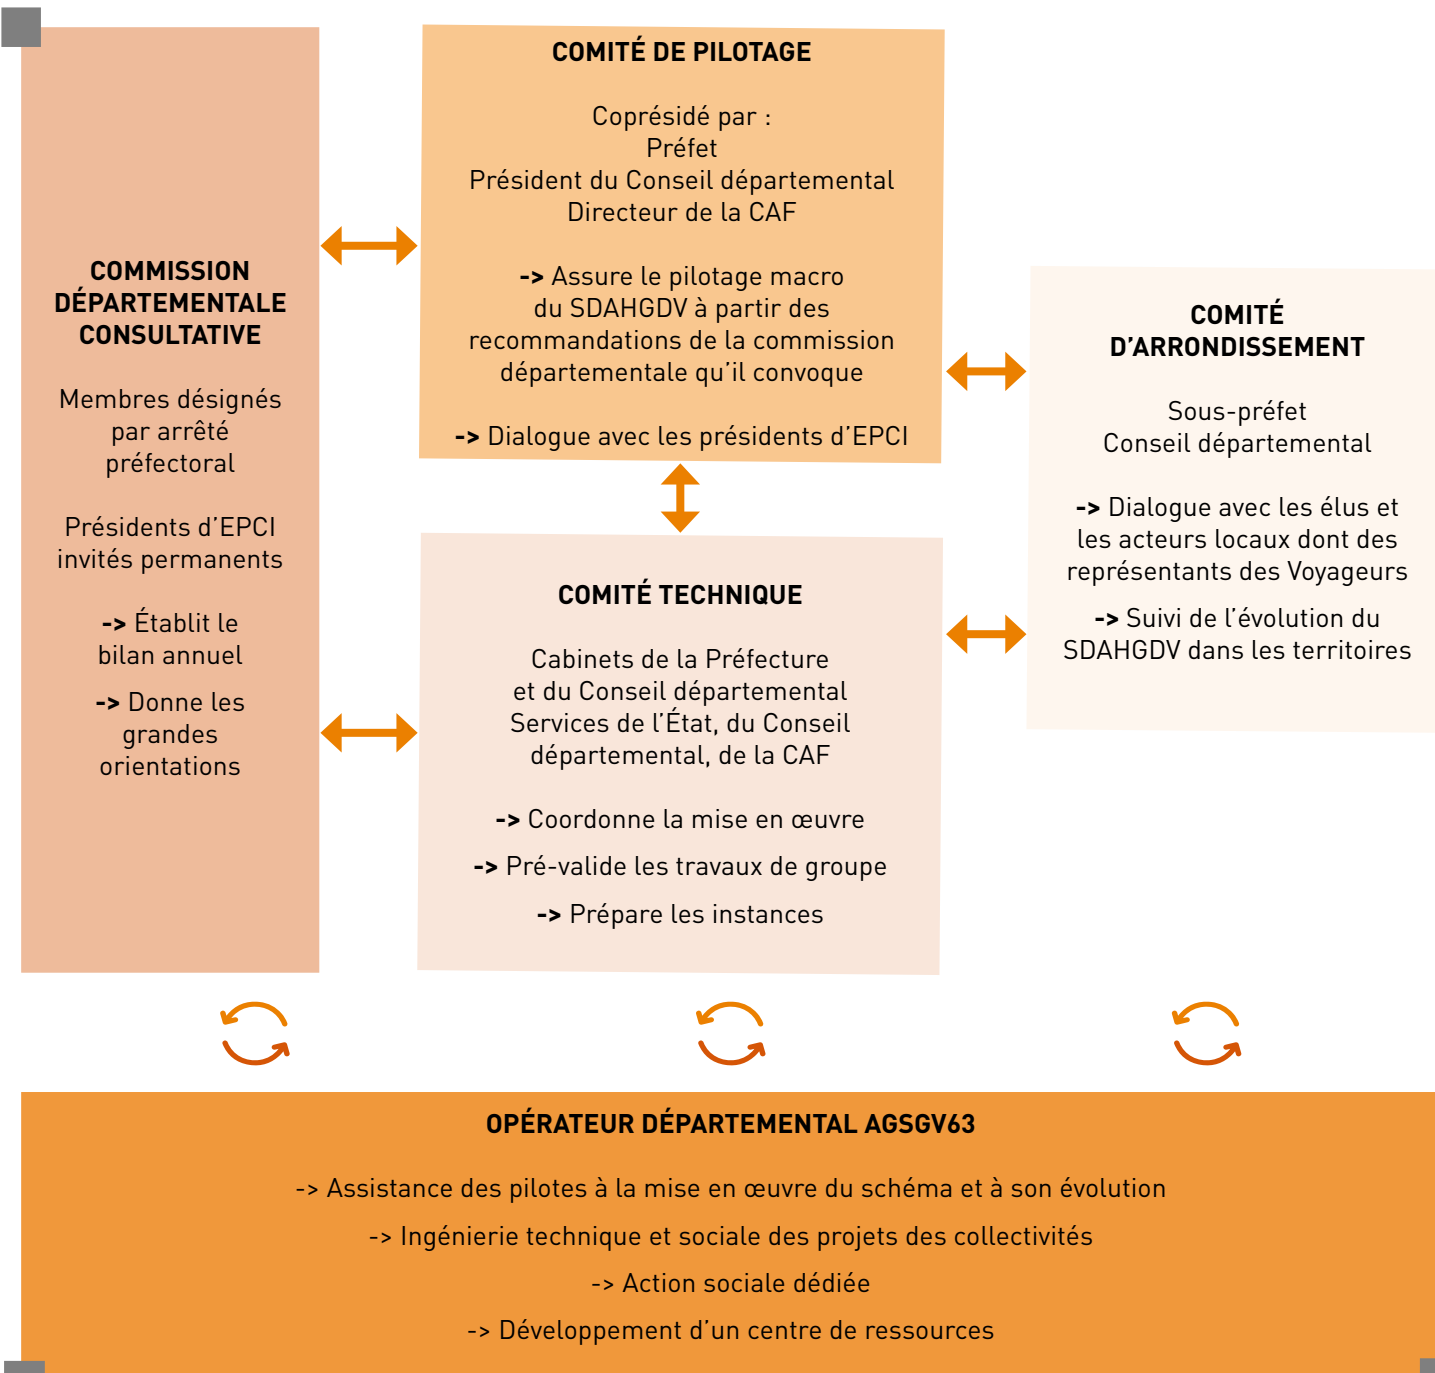 COMMISSION
DÉPARTEMENTALE
CONSULTATIVE
Membres désignés
par arrêté
préfectoral
Présidents d’EPCI
invités permanents
-> Établit le
bilan annuel
-> Donne les
grandes
orientations
COMITÉ DE PILOTAGE
Coprésidé par :
Préfet
Président du Conseil départemental
Directeur de la CAF
-> Assure le pilotage macro
du SDAHGDV à partir des
recommandations de la commission
départementale qu’il convoque
-> Dialogue avec les présidents d’EPCI
COMITÉ TECHNIQUE
Cabinets de la Préfecture
et du Conseil départemental
Services de l’État, du Conseil
départemental, de la CAF
-> Coordonne la mise en œuvre
-> Pré-valide les travaux de groupe
-> Prépare les instances
COMITÉ
D’ARRONDISSEMENT
Sous-préfet
Conseil départemental
-> Dialogue avec les élus et
les acteurs locaux dont des
représentants des Voyageurs
-> Suivi de l’évolution du
SDAHGDV dans les territoires
OPÉRATEUR DÉPARTEMENTAL AGSGV63
-> Assistance des pilotes à la mise en œuvre du schéma et à son évolution
-> Ingénierie technique et sociale des projets des collectivités
-> Action sociale dédiée
-> Développement d’un centre de ressources